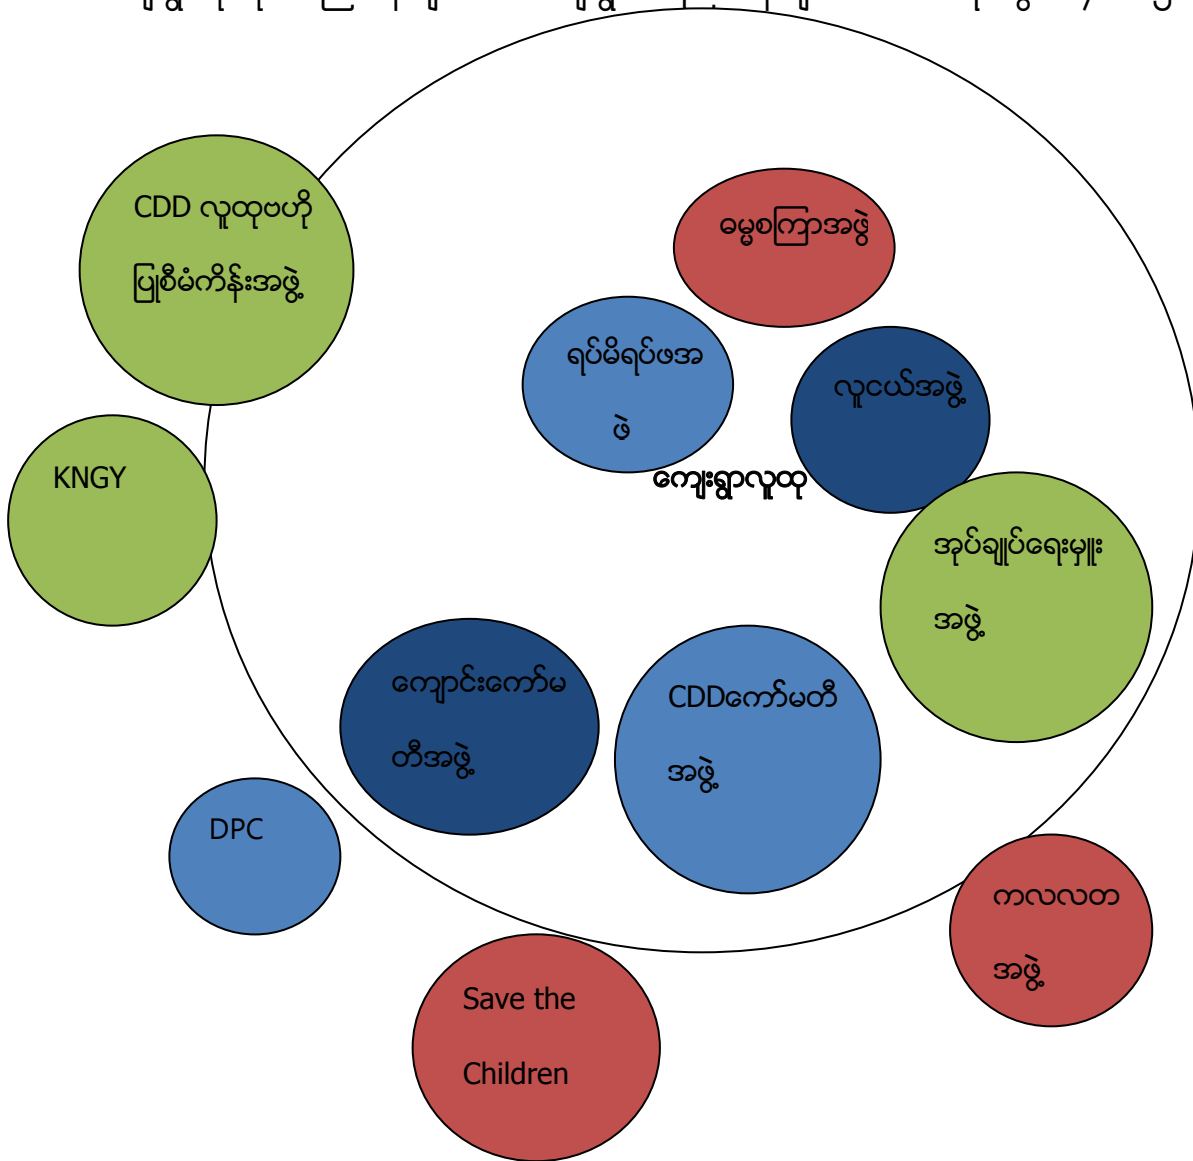 CDD လူထုဗဟို
ပြုစီမံကိန်းအဖွဲ့
ဓမ္မစကြာအဖွဲ့
ရပ်မိရပ်ဖအ
ဖွဲ
လူငယ်အဖွဲ့
ကျေးရွာလူထု
KNGY
အုပ်ချုပ်ရေးမှူး
အဖွဲ့
ကျောင်းကော်မ
တီအဖွဲ့
CDDကော်မတီ
အဖွဲ့
DPC
ကလလတ
အဖွဲ့
Save the
Children